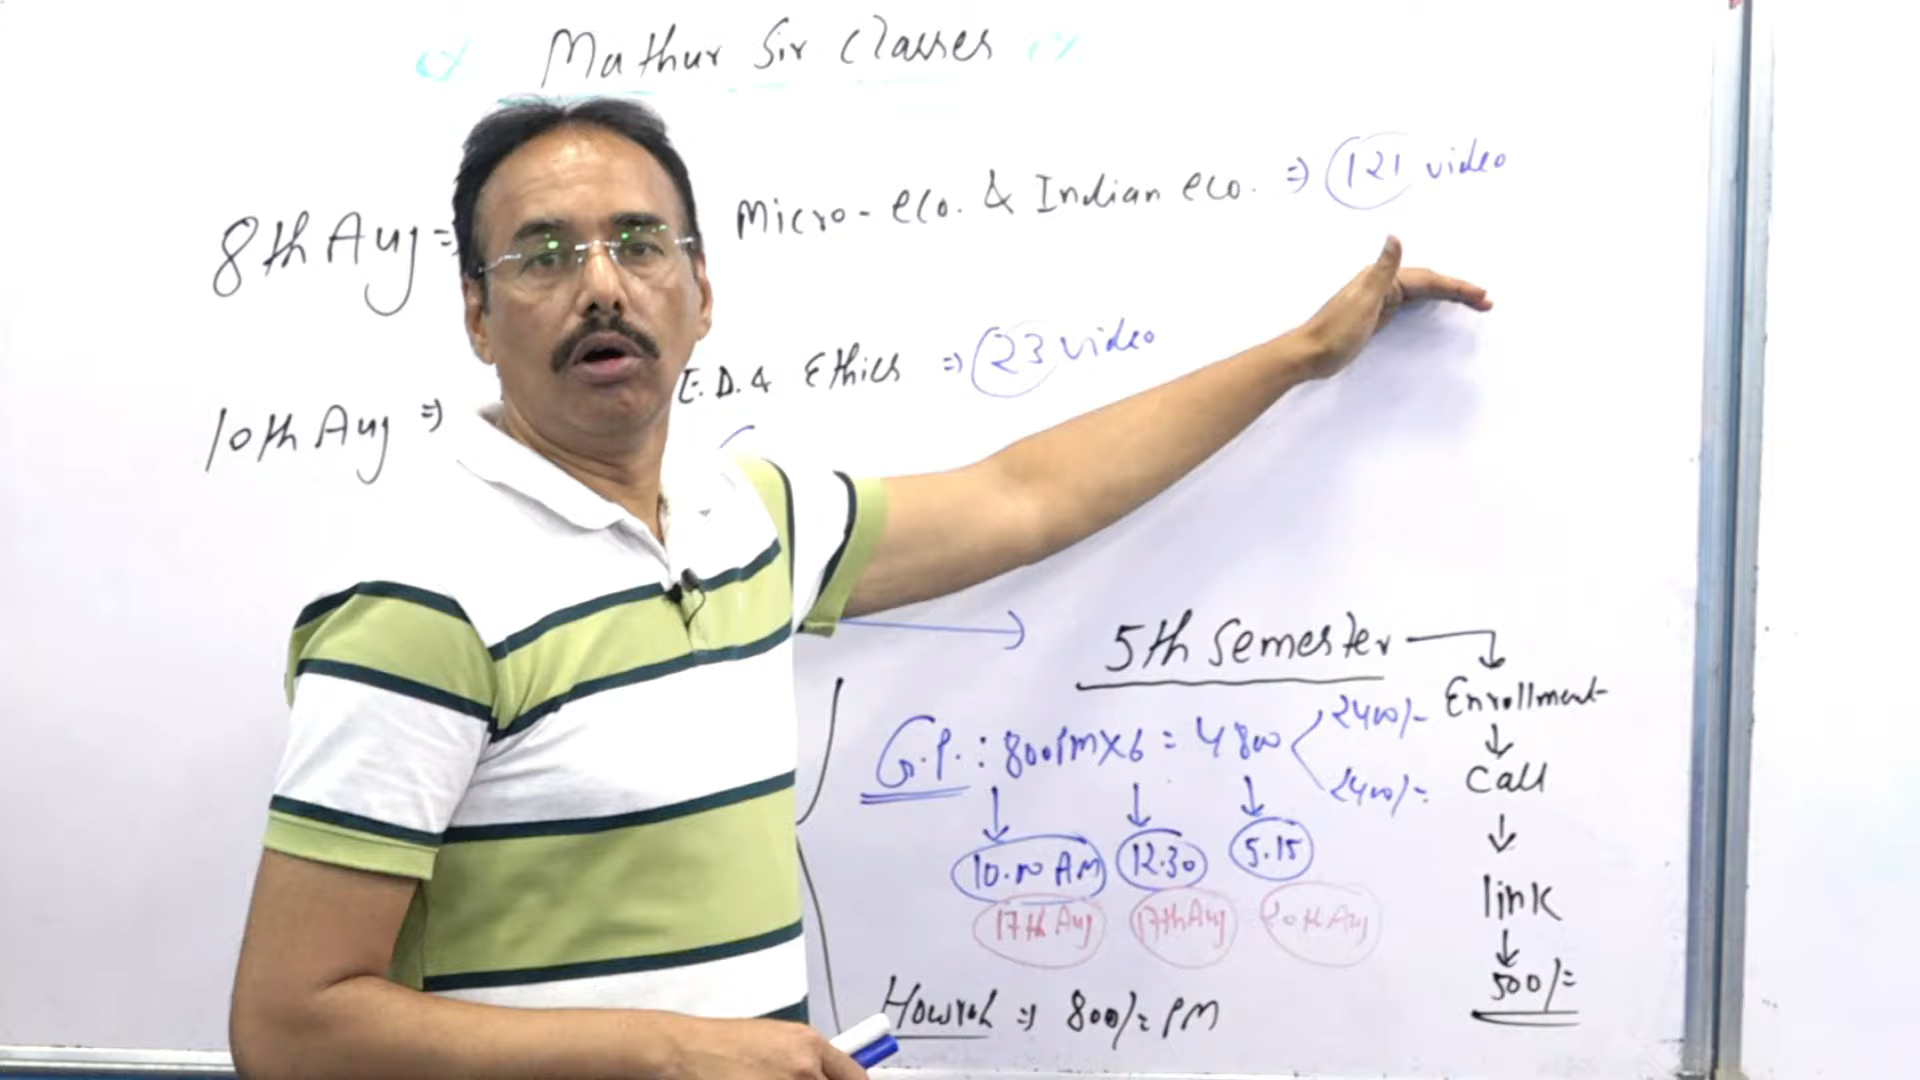 Mathur Sir Classes
8th Aug => Micro-eco. & Indian eco. => 121 video
10th Aug => E.D. & Ethics => 23 video
5th Semester
Enrollment
G.P. : 800PM×6 = 4800
2400/-
2400/=
Call
10.00 AM 12.30 5.15
17th Aug 17th Aug 20th Aug
link
500/=
Howrah => 800/= PM